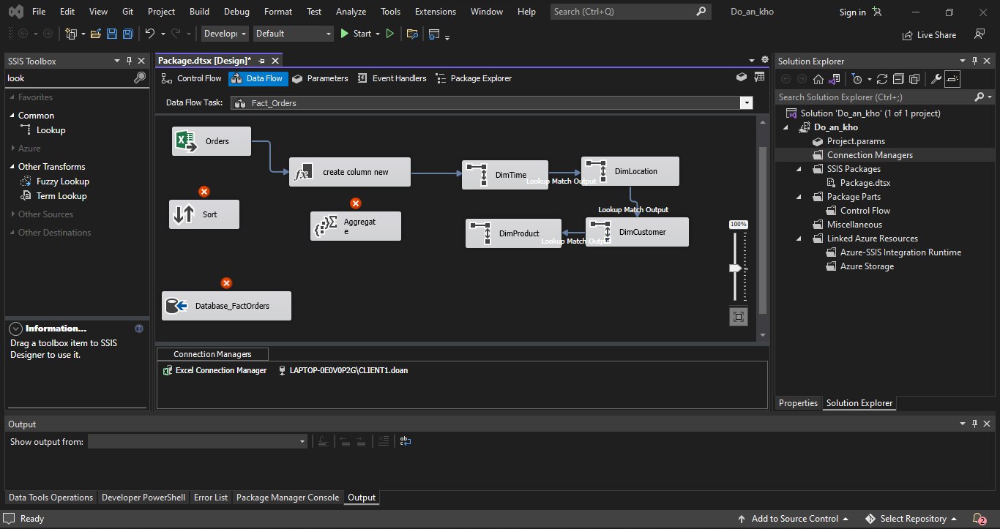 File Edit View Git Project Build Debug Format Test Analyze Tools Extensions Window Help Search (Ctrl+Q) Do_an_kho Sign in
Developi Default Start Live Share
SSIS Toolbox
look
Favorites
Common
Lookup
Azure
Other Transforms
Fuzzy Lookup
Term Lookup
Other Sources
Other Destinations
Information...
Drag a toolbox item to SSIS
Designer to use it.
Package.dtsx [Design]*
Control Flow Data Flow Parameters Event Handlers Package Explorer
Data Flow Task: Fact_Orders
Orders
create column new
DimTime
Lookup Match Output
DimLocation
Lookup Match Output
Sort
Aggregat
e
DimProduct
Lookup Match Outpu
DimCustomer
100%
Database_FactOrders
Connection Managers
Excel Connection Manager LAPTOP-0E0V0P2G\CLIENT1.doan
Solution Explorer
Search Solution Explorer (Ctrl+;)
Solution 'Do_an_kho' (1 of 1 project)
Do_an_kho
Project.params
Connection Managers
SSIS Packages
Package.dtsx
Package Parts
Control Flow
Miscellaneous
Linked Azure Resources
Azure-SSIS Integration Runtime
Azure Storage
Properties Solution Explorer
Output
Show output from:
Data Tools Operations Developer PowerShell Error List Package Manager Console Output
Ready Add to Source Control Select Repository 2